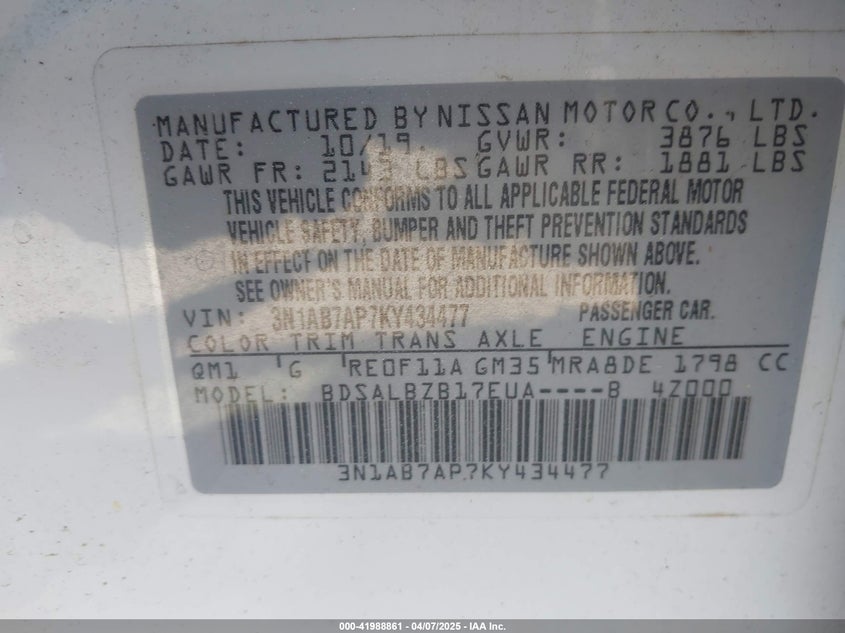 MANUFACTURED BY NISSAN MOTOR CO., LTD.
DATE: 10/19. GVWR: 3876 LBS
GAWR FR: 2143 LBS GAWR RR: 1881 LBS
THIS VEHICLE CONFORMS TO ALL APPLICABLE FEDERAL MOTOR
VEHICLE SAFETY, BUMPER AND THEFT PREVENTION STANDARDS
IN EFFECT ON THE DATE OF MANUFACTURE SHOWN ABOVE.
SEE OWNER'S MANUAL FOR ADDITIONAL INFORMATION.
VIN: 3N1AB7AP7KY434477 PASSENGER CAR.
COLOR TRIM TRANS AXLE ENGINE
QM1 G RE0F11A GM35 MRA8DE 1798 CC
MODEL: BDSALBZB17EUA----B 4Z000
3N1AB7AP7KY434477
000-41988861 - 04/07/2025 - IAA Inc.